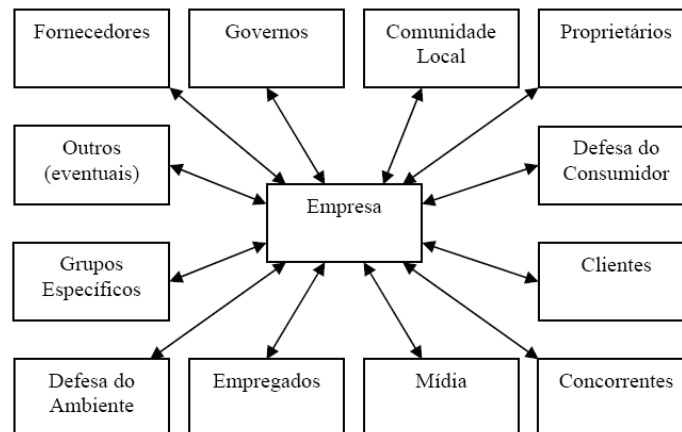 Fornecedores
Governos
Comunidade
Local
Proprietários
Outros
(eventuais)
Defesa do
Consumidor
Empresa
Grupos
Específicos
Clientes
Defesa do
Ambiente
Empregados
Mídia
Concorrentes